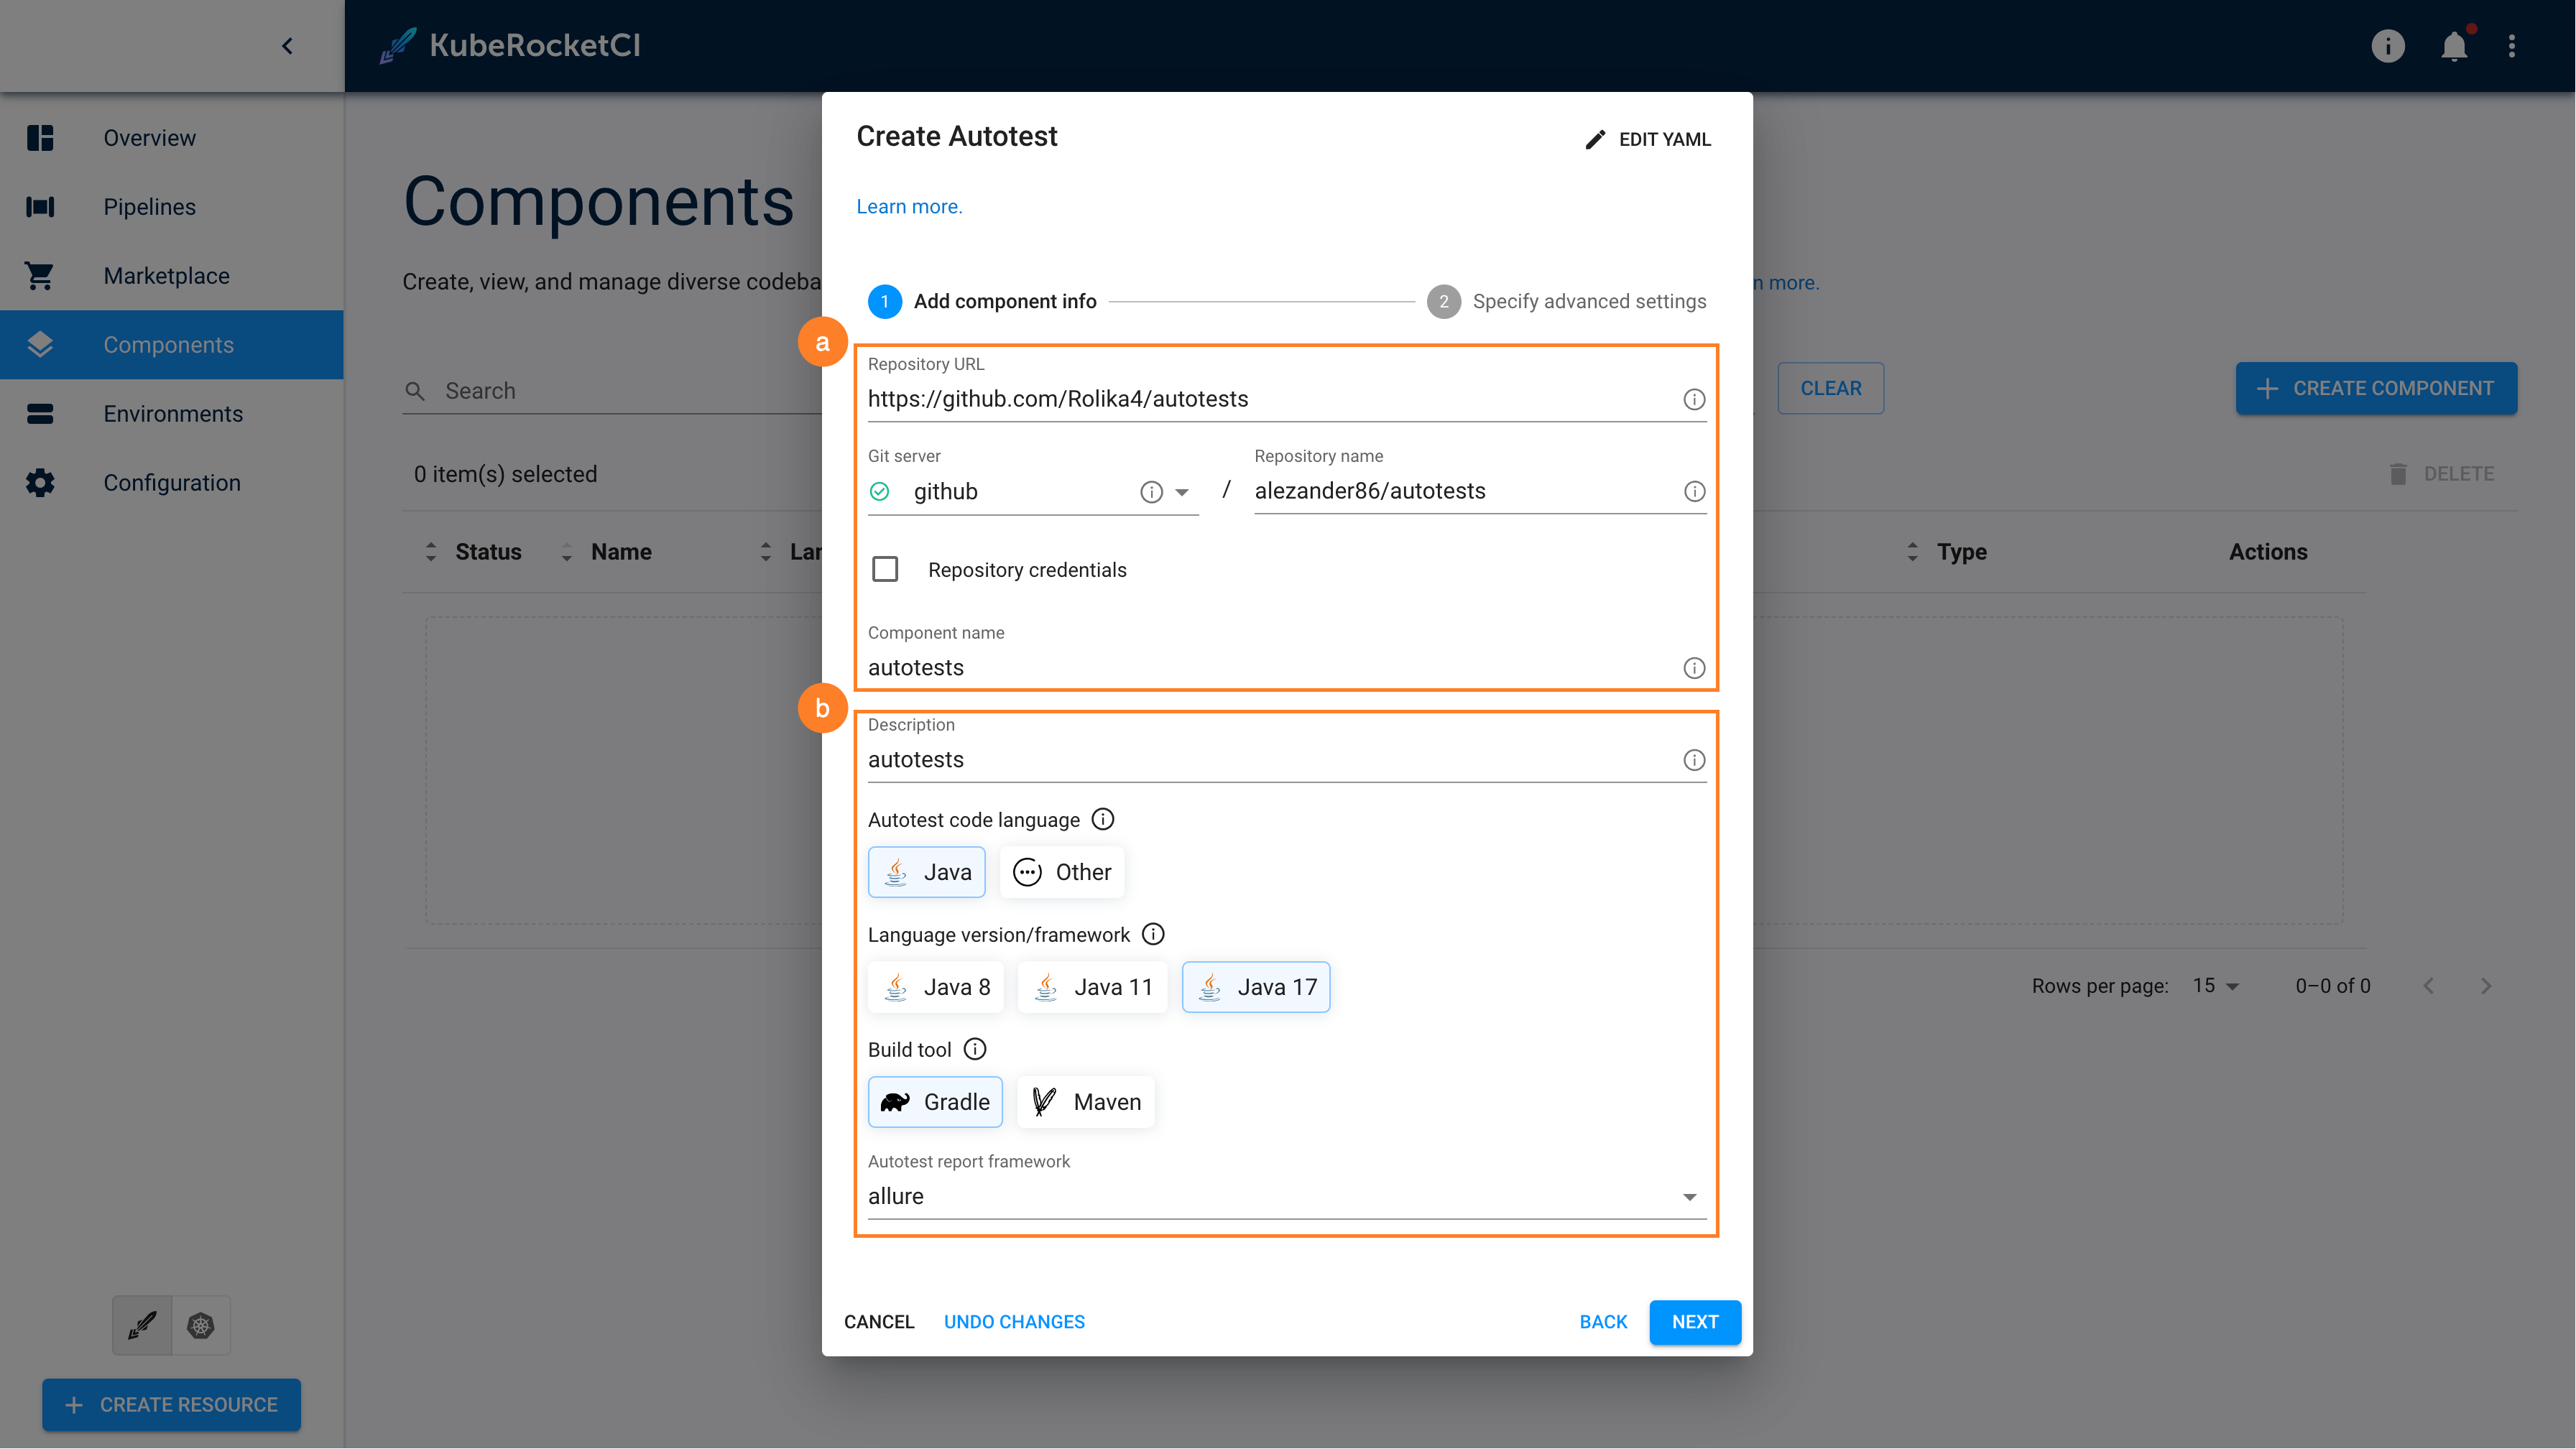 KubeRocketCI
Overview
Pipelines
Marketplace
Components
Environments
Configuration
CREATE RESOURCE
Components
Create, view, and manage diverse codeba
n more.
Search
CLEAR
CREATE COMPONENT
0 item(s) selected
DELETE
Status Name Lan Type Actions
Rows per page: 15 0–0 of 0
Create Autotest
EDIT YAML
Learn more.
1 Add component info
2 Specify advanced settings
a
Repository URL
https://github.com/Rolika4/autotests
Git server
github
/
Repository name
alezander86/autotests
Repository credentials
Component name
autotests
b
Description
autotests
Autotest code language
Java Other
Language version/framework
Java 8 Java 11 Java 17
Build tool
Gradle Maven
Autotest report framework
allure
CANCEL UNDO CHANGES BACK NEXT